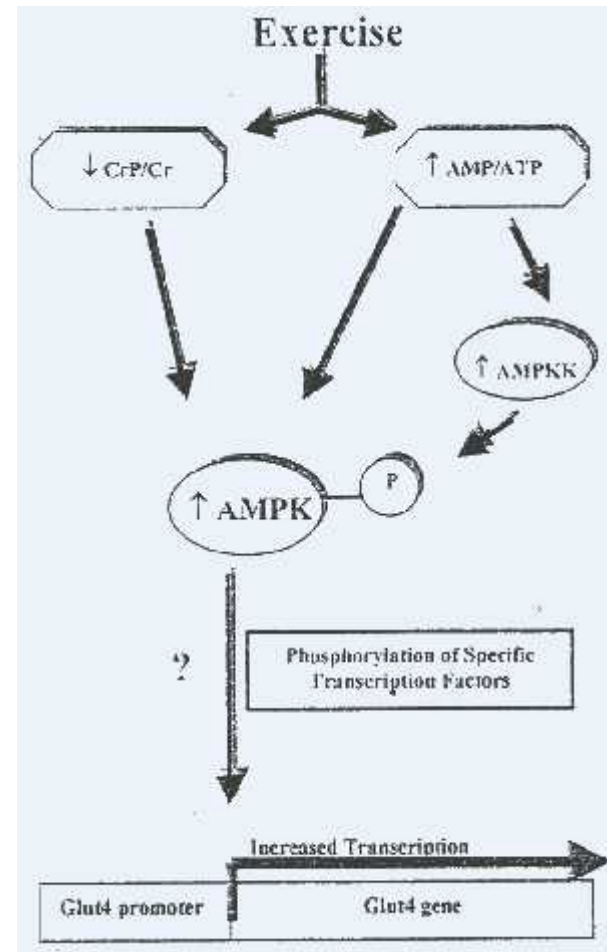 Exercise
↓ CrP/Cr
↑ AMP/ATP
↑ AMPKK
P
↑ AMPK
?
Phosphorylation of Specific
Transcription Factors
Increased Transcription
Glut4 promoter
Glut4 gene